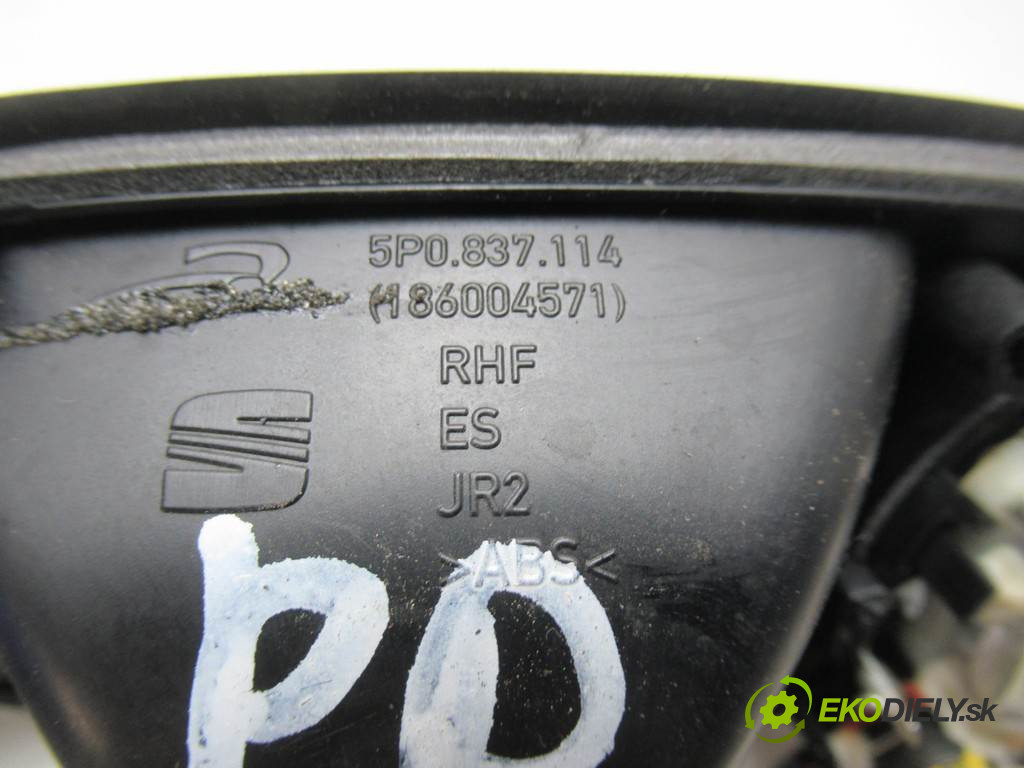 5P0.837.114
(186004571)
RHF
ES
JR2
>ABS<
PD
EKODIELY.sk